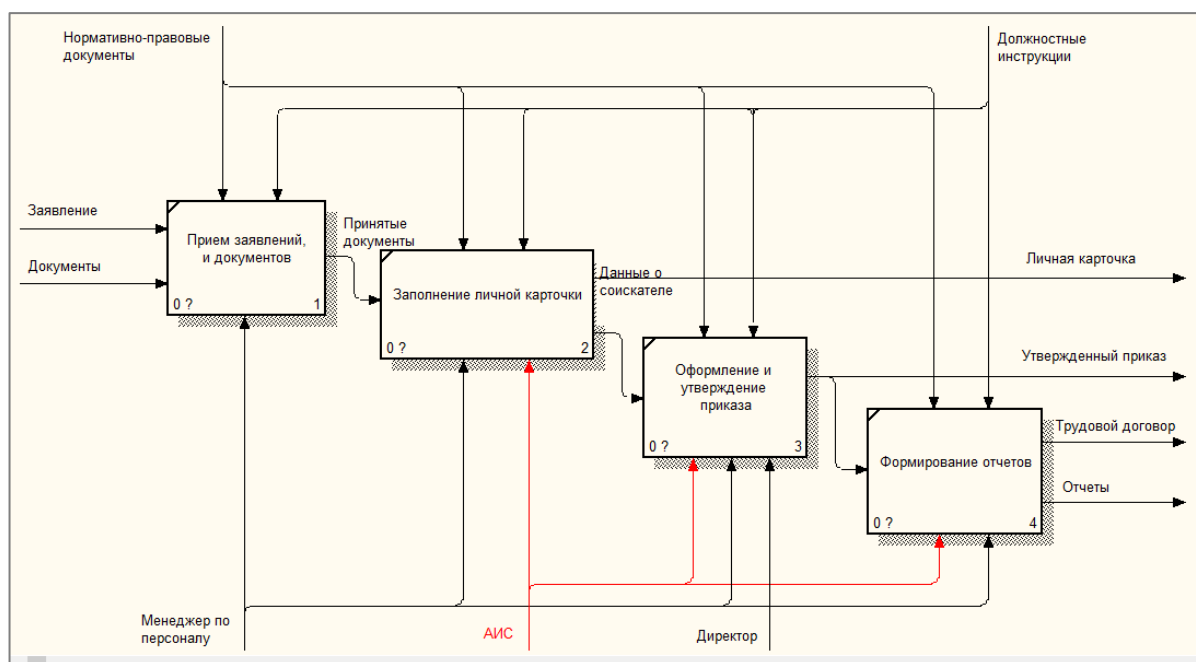 Нормативно-правовые
документы
Должностные
инструкции
Заявление
Документы
Прием заявлений,
и документов
0 ?
1
Принятые
документы
Заполнение личной карточки
0 ?
2
Данные о
соискателе
Личная карточка
Оформление и
утверждение
приказа
0 ?
3
Утвержденный приказ
Формирование отчетов
0 ?
4
Трудовой договор
Отчеты
Менеджер по
персоналу
АИС
Директор